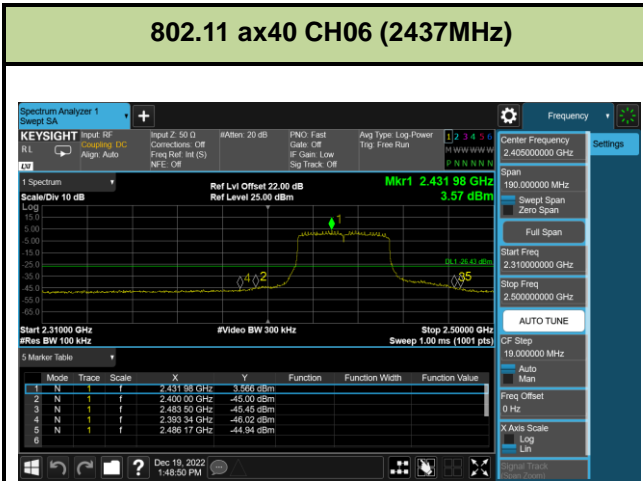 802.11 ax40 CH06 (2437MHz)
Spectrum Analyzer 1
Swept SA
Frequency
KEYSIGHT
RL
Input: RF
Coupling: DC
Align: Auto
Input Z: 50 Ω
Corrections: Off
Freq Ref: Int (S)
NFE: Off
#Atten: 20 dB
PNO: Fast
Gate: Off
IF Gain: Low
Sig Track: Off
Avg Type: Log-Power
Trig: Free Run
1 2 3 4 5 6
M W W W W W
P N N N N N
Center Frequency
2.405000000 GHz
Settings
Span
190.000000 MHz
Swept Span
Zero Span
Full Span
Start Freq
2.310000000 GHz
Stop Freq
2.500000000 GHz
AUTO TUNE
CF Step
19.000000 MHz
Auto
Man
Freq Offset
0 Hz
X Axis Scale
Log
Lin
Signal Track
(Span Zoom)
1 Spectrum
Scale/Div 10 dB
Ref Lvl Offset 22.00 dB
Ref Level 25.00 dBm
Mkr1 2.431 98 GHz
3.57 dBm
Log
15.0
5.00
-5.00
-15.0
-25.0
-35.0
-45.0
-55.0
-65.0
1
DL1 -26.43 dBm
4 2
35
Start 2.31000 GHz
#Res BW 100 kHz
#Video BW 300 kHz
Stop 2.50000 GHz
Sweep 1.00 ms (1001 pts)
5 Marker Table
Mode Trace Scale X Y Function Function Width Function Value
1 N 1 f 2.431 98 GHz 3.566 dBm
2 N 1 f 2.400 00 GHz -45.00 dBm
3 N 1 f 2.483 50 GHz -45.45 dBm
4 N 1 f 2.393 34 GHz -46.02 dBm
5 N 1 f 2.486 17 GHz -44.94 dBm
6
Dec 19, 2022
1:48:50 PM